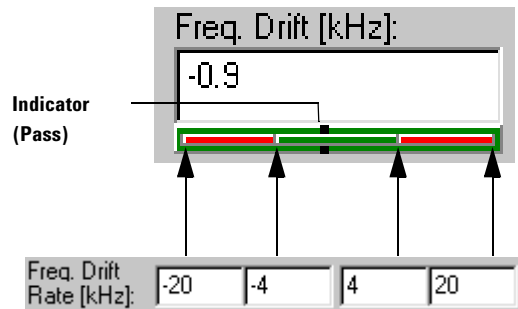 Freq. Drift [kHz]:
-0.9
Indicator
(Pass)
Freq. Drift
Rate [kHz]:
-20
-4
4
20